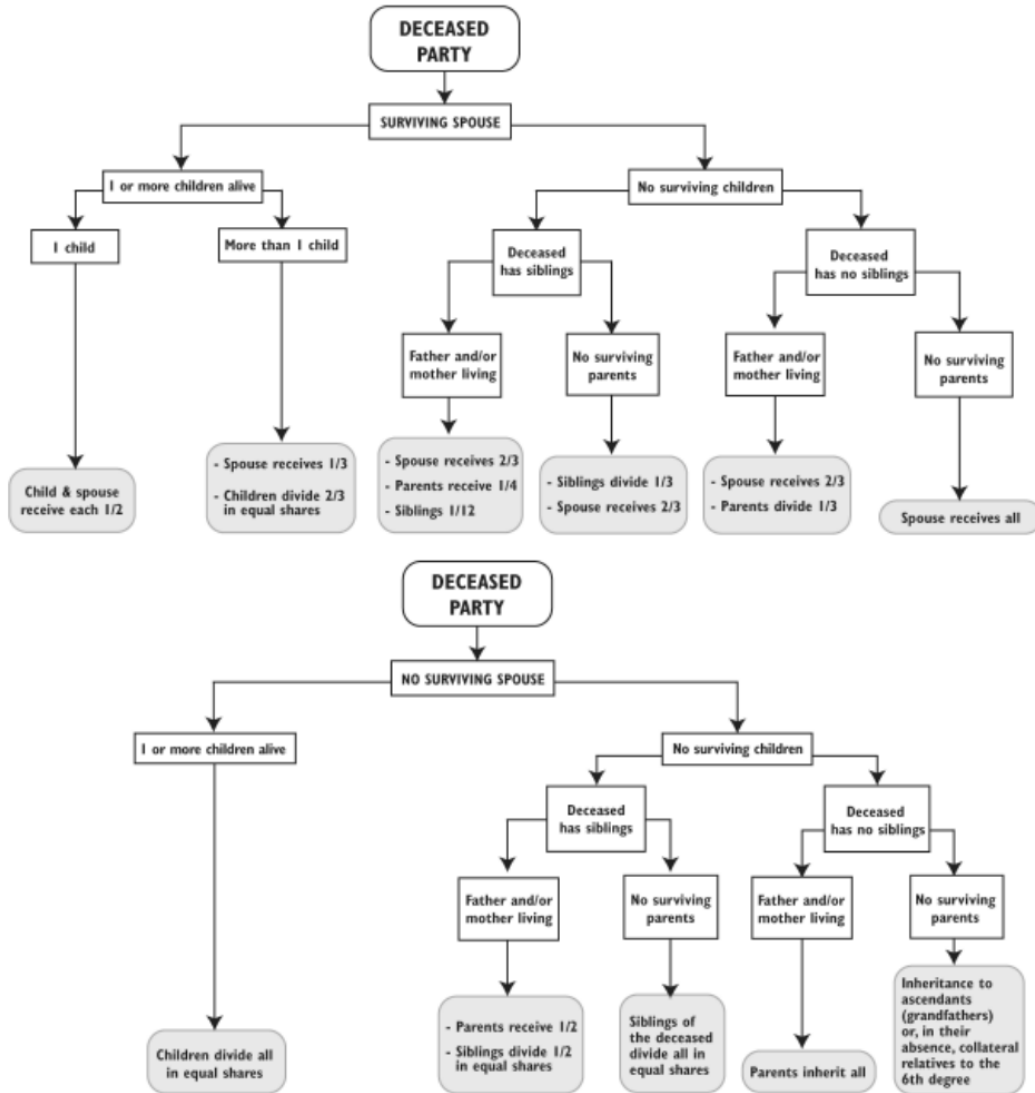 DECEASED
PARTY
SURVIVING SPOUSE
1 or more children alive
No surviving children
1 child
More than 1 child
Deceased
has siblings
Deceased
has no siblings
Father and/or
mother living
No surviving
parents
Father and/or
mother living
No surviving
parents
Child & spouse
receive each 1/2
- Spouse receives 1/3
- Children divide 2/3
in equal shares
- Spouse receives 2/3
- Parents receive 1/4
- Siblings 1/12
- Siblings divide 1/3
- Spouse receives 2/3
- Spouse receives 2/3
- Parents divide 1/3
Spouse receives all
DECEASED
PARTY
NO SURVIVING SPOUSE
1 or more children alive
No surviving children
Deceased
has siblings
Deceased
has no siblings
Father and/or
mother living
No surviving
parents
Father and/or
mother living
No surviving
parents
Children divide all
in equal shares
- Parents receive 1/2
- Siblings divide 1/2
in equal shares
Siblings of
the deceased
divide all in
equal shares
Parents inherit all
Inheritance to
ascendants
(grandfathers)
or, in their
absence, collateral
relatives to the
6th degree